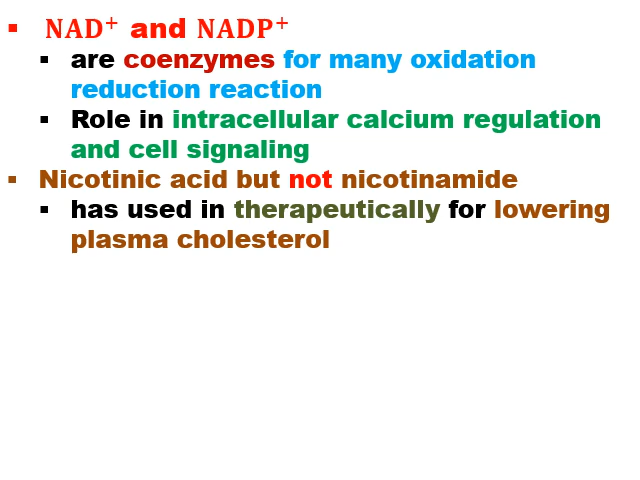 ▪ NAD⁺ and NADP⁺
▪ are coenzymes for many oxidation
reduction reaction
▪ Role in intracellular calcium regulation
and cell signaling
▪ Nicotinic acid but not nicotinamide
▪ has used in therapeutically for lowering
plasma cholesterol